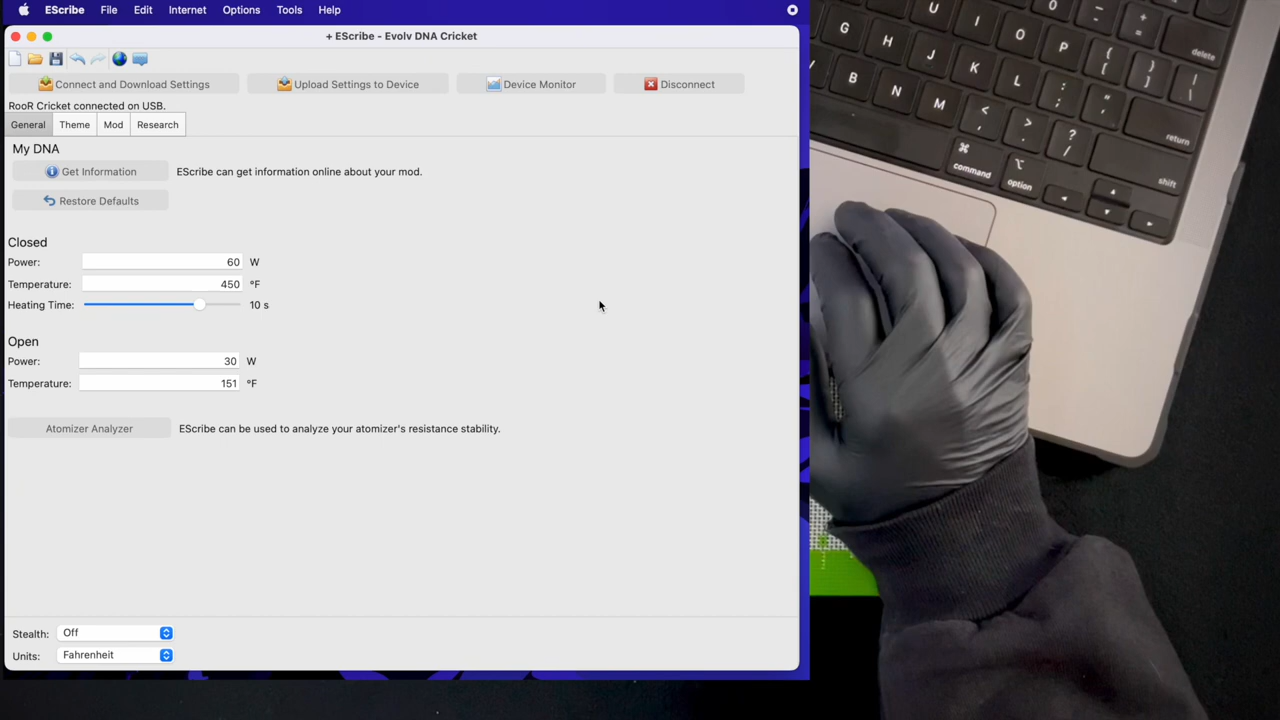 EScribe File Edit Internet Options Tools Help
+ EScribe - Evolv DNA Cricket
Connect and Download Settings Upload Settings to Device Device Monitor Disconnect
RooR Cricket connected on USB.
General Theme Mod Research
My DNA
Get Information EScribe can get information online about your mod.
Restore Defaults
Closed
Power: 60 W
Temperature: 450 °F
Heating Time: 10 s
Open
Power: 30 W
Temperature: 151 °F
Atomizer Analyzer EScribe can be used to analyze your atomizer's resistance stability.
Stealth: Off
Units: Fahrenheit
U I O P { [ } ] | \ delete
G H J K L : ; " ' return
B N M < , > . ? / shift
⌘ command ⌥ option